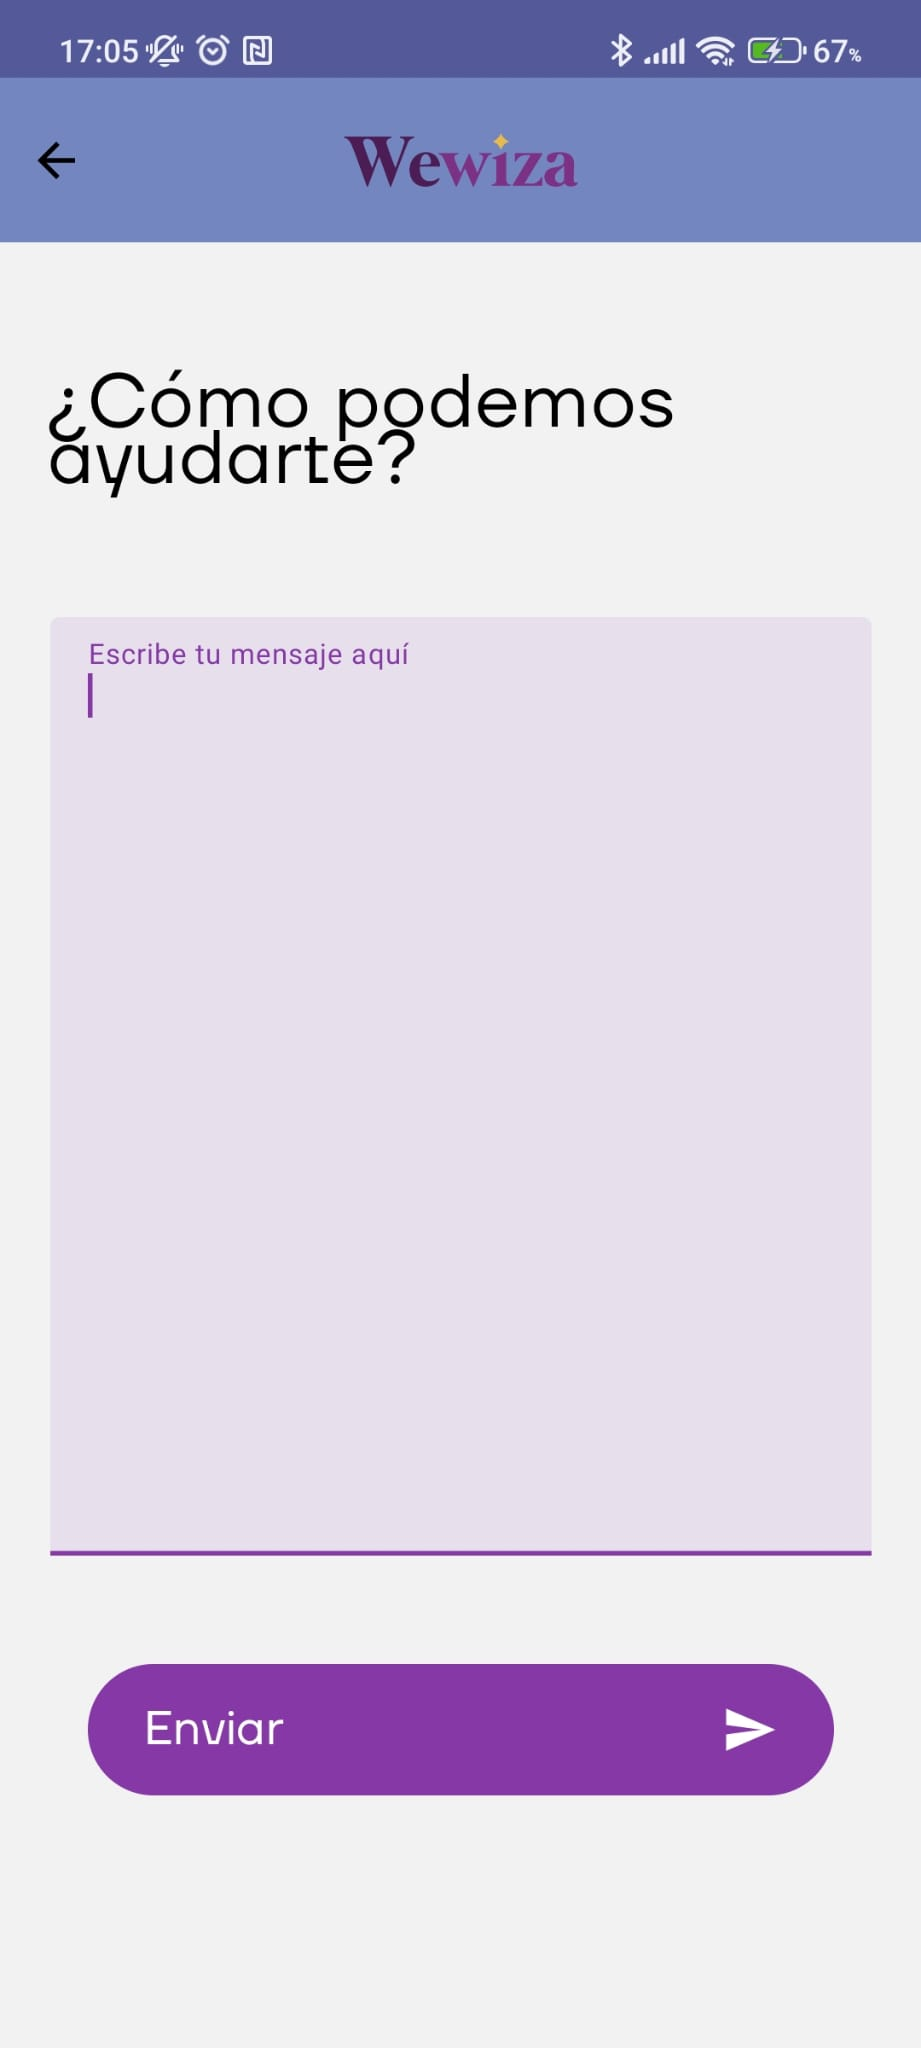 17:05
67%
Wewiza
¿Cómo podemos
ayudarte?
Escribe tu mensaje aquí
Enviar